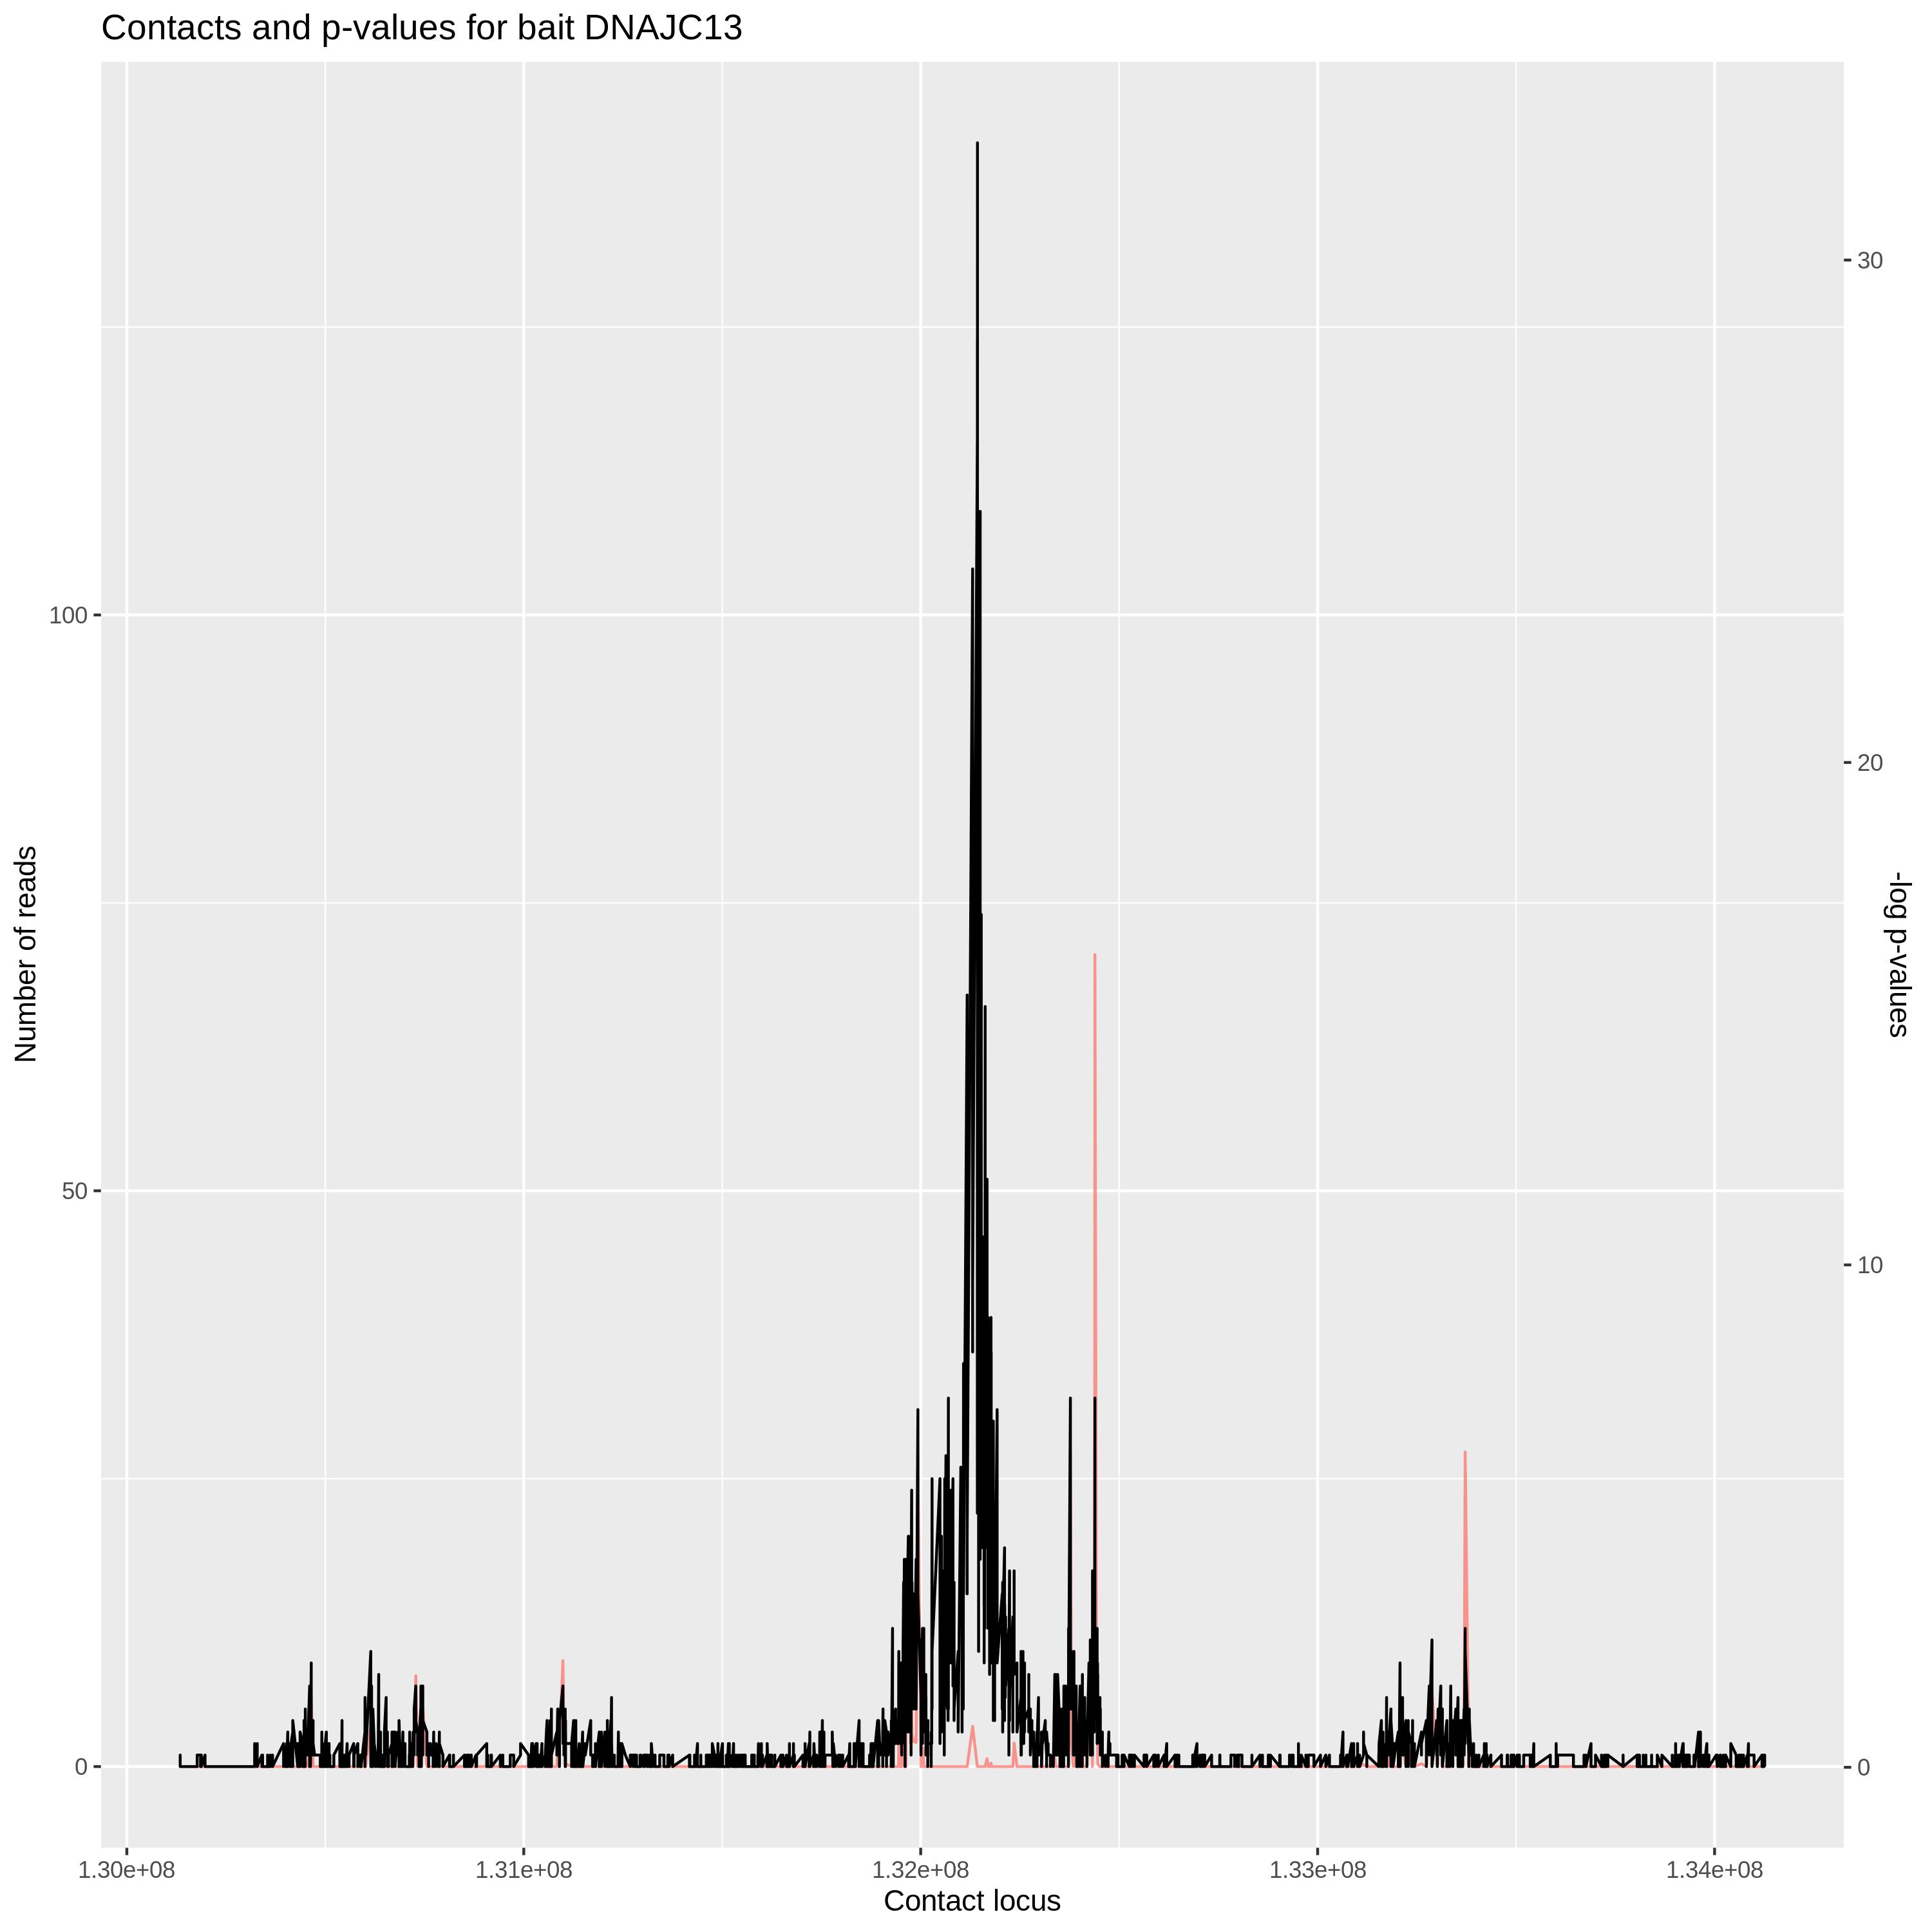 Contacts and p-values for bait DNAJC13
Number of reads
100
50
0
30
20
10
0
-log p-values
1.30e+08
1.31e+08
1.32e+08
1.33e+08
1.34e+08
Contact locus